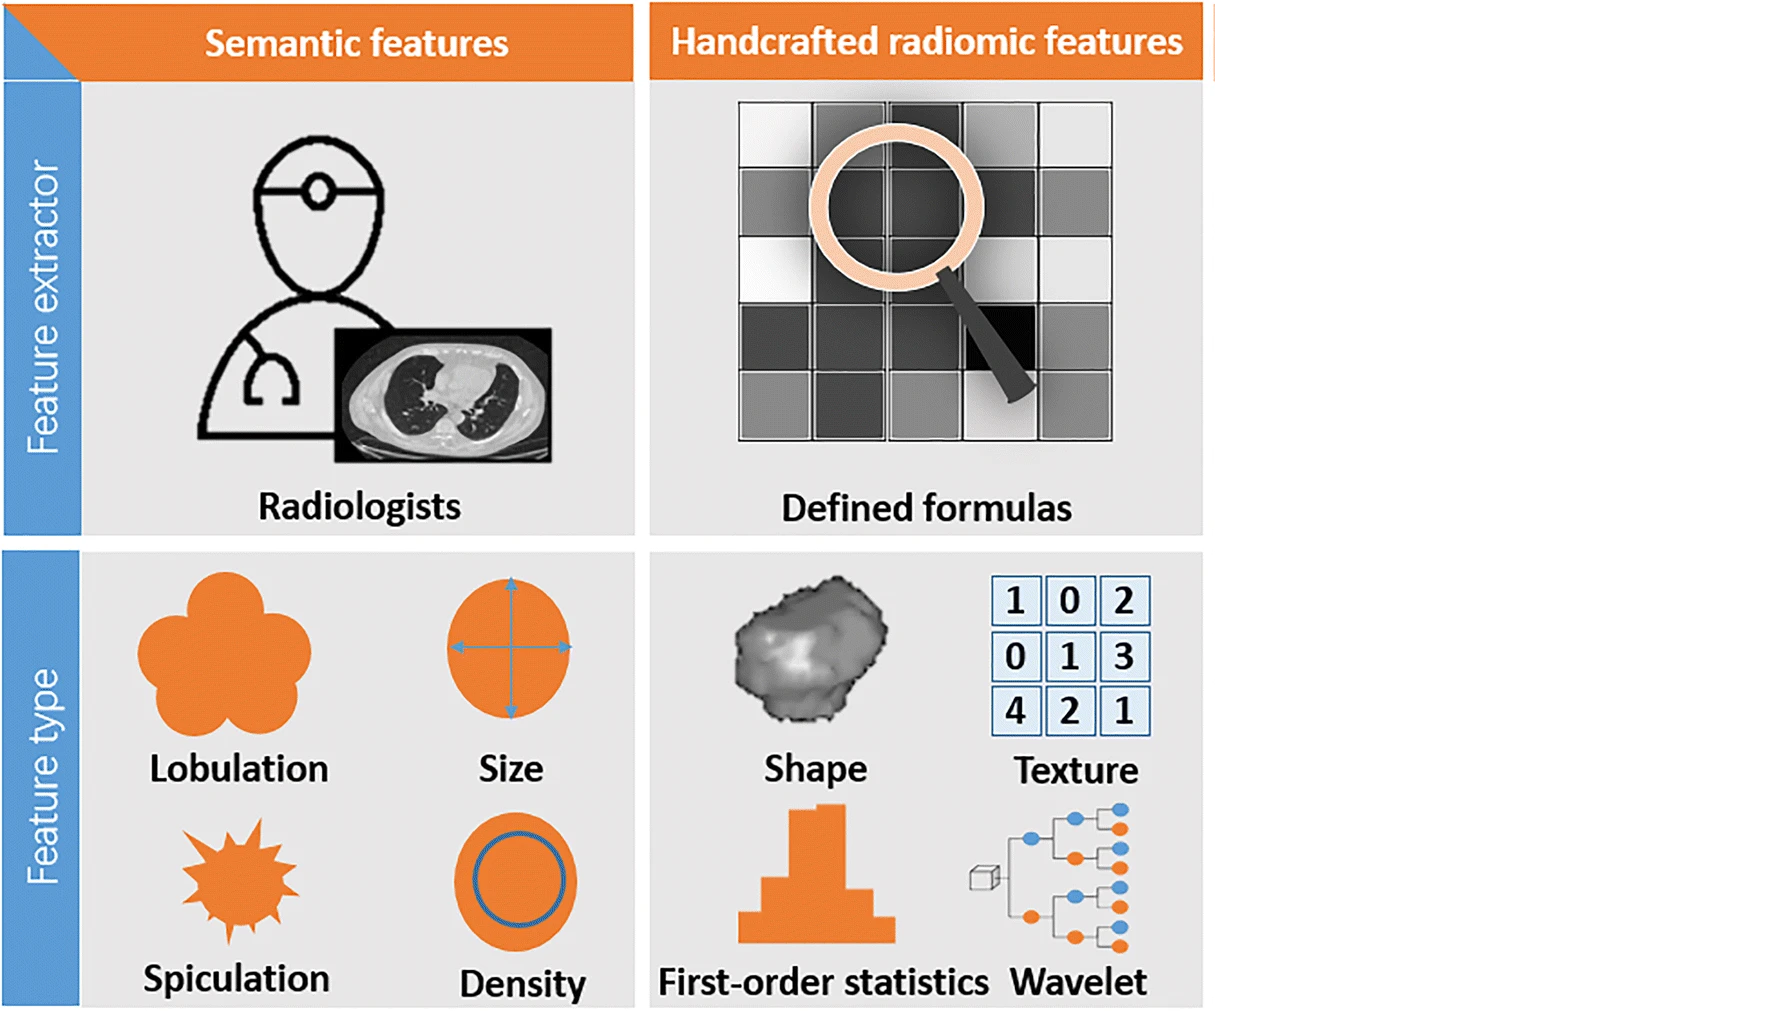 Semantic features
Handcrafted radiomic features
Feature extractor
Radiologists
Defined formulas
Feature type
Lobulation
Size
Shape
1 0 2
0 1 3
4 2 1
Texture
Spiculation
Density
First-order statistics
Wavelet